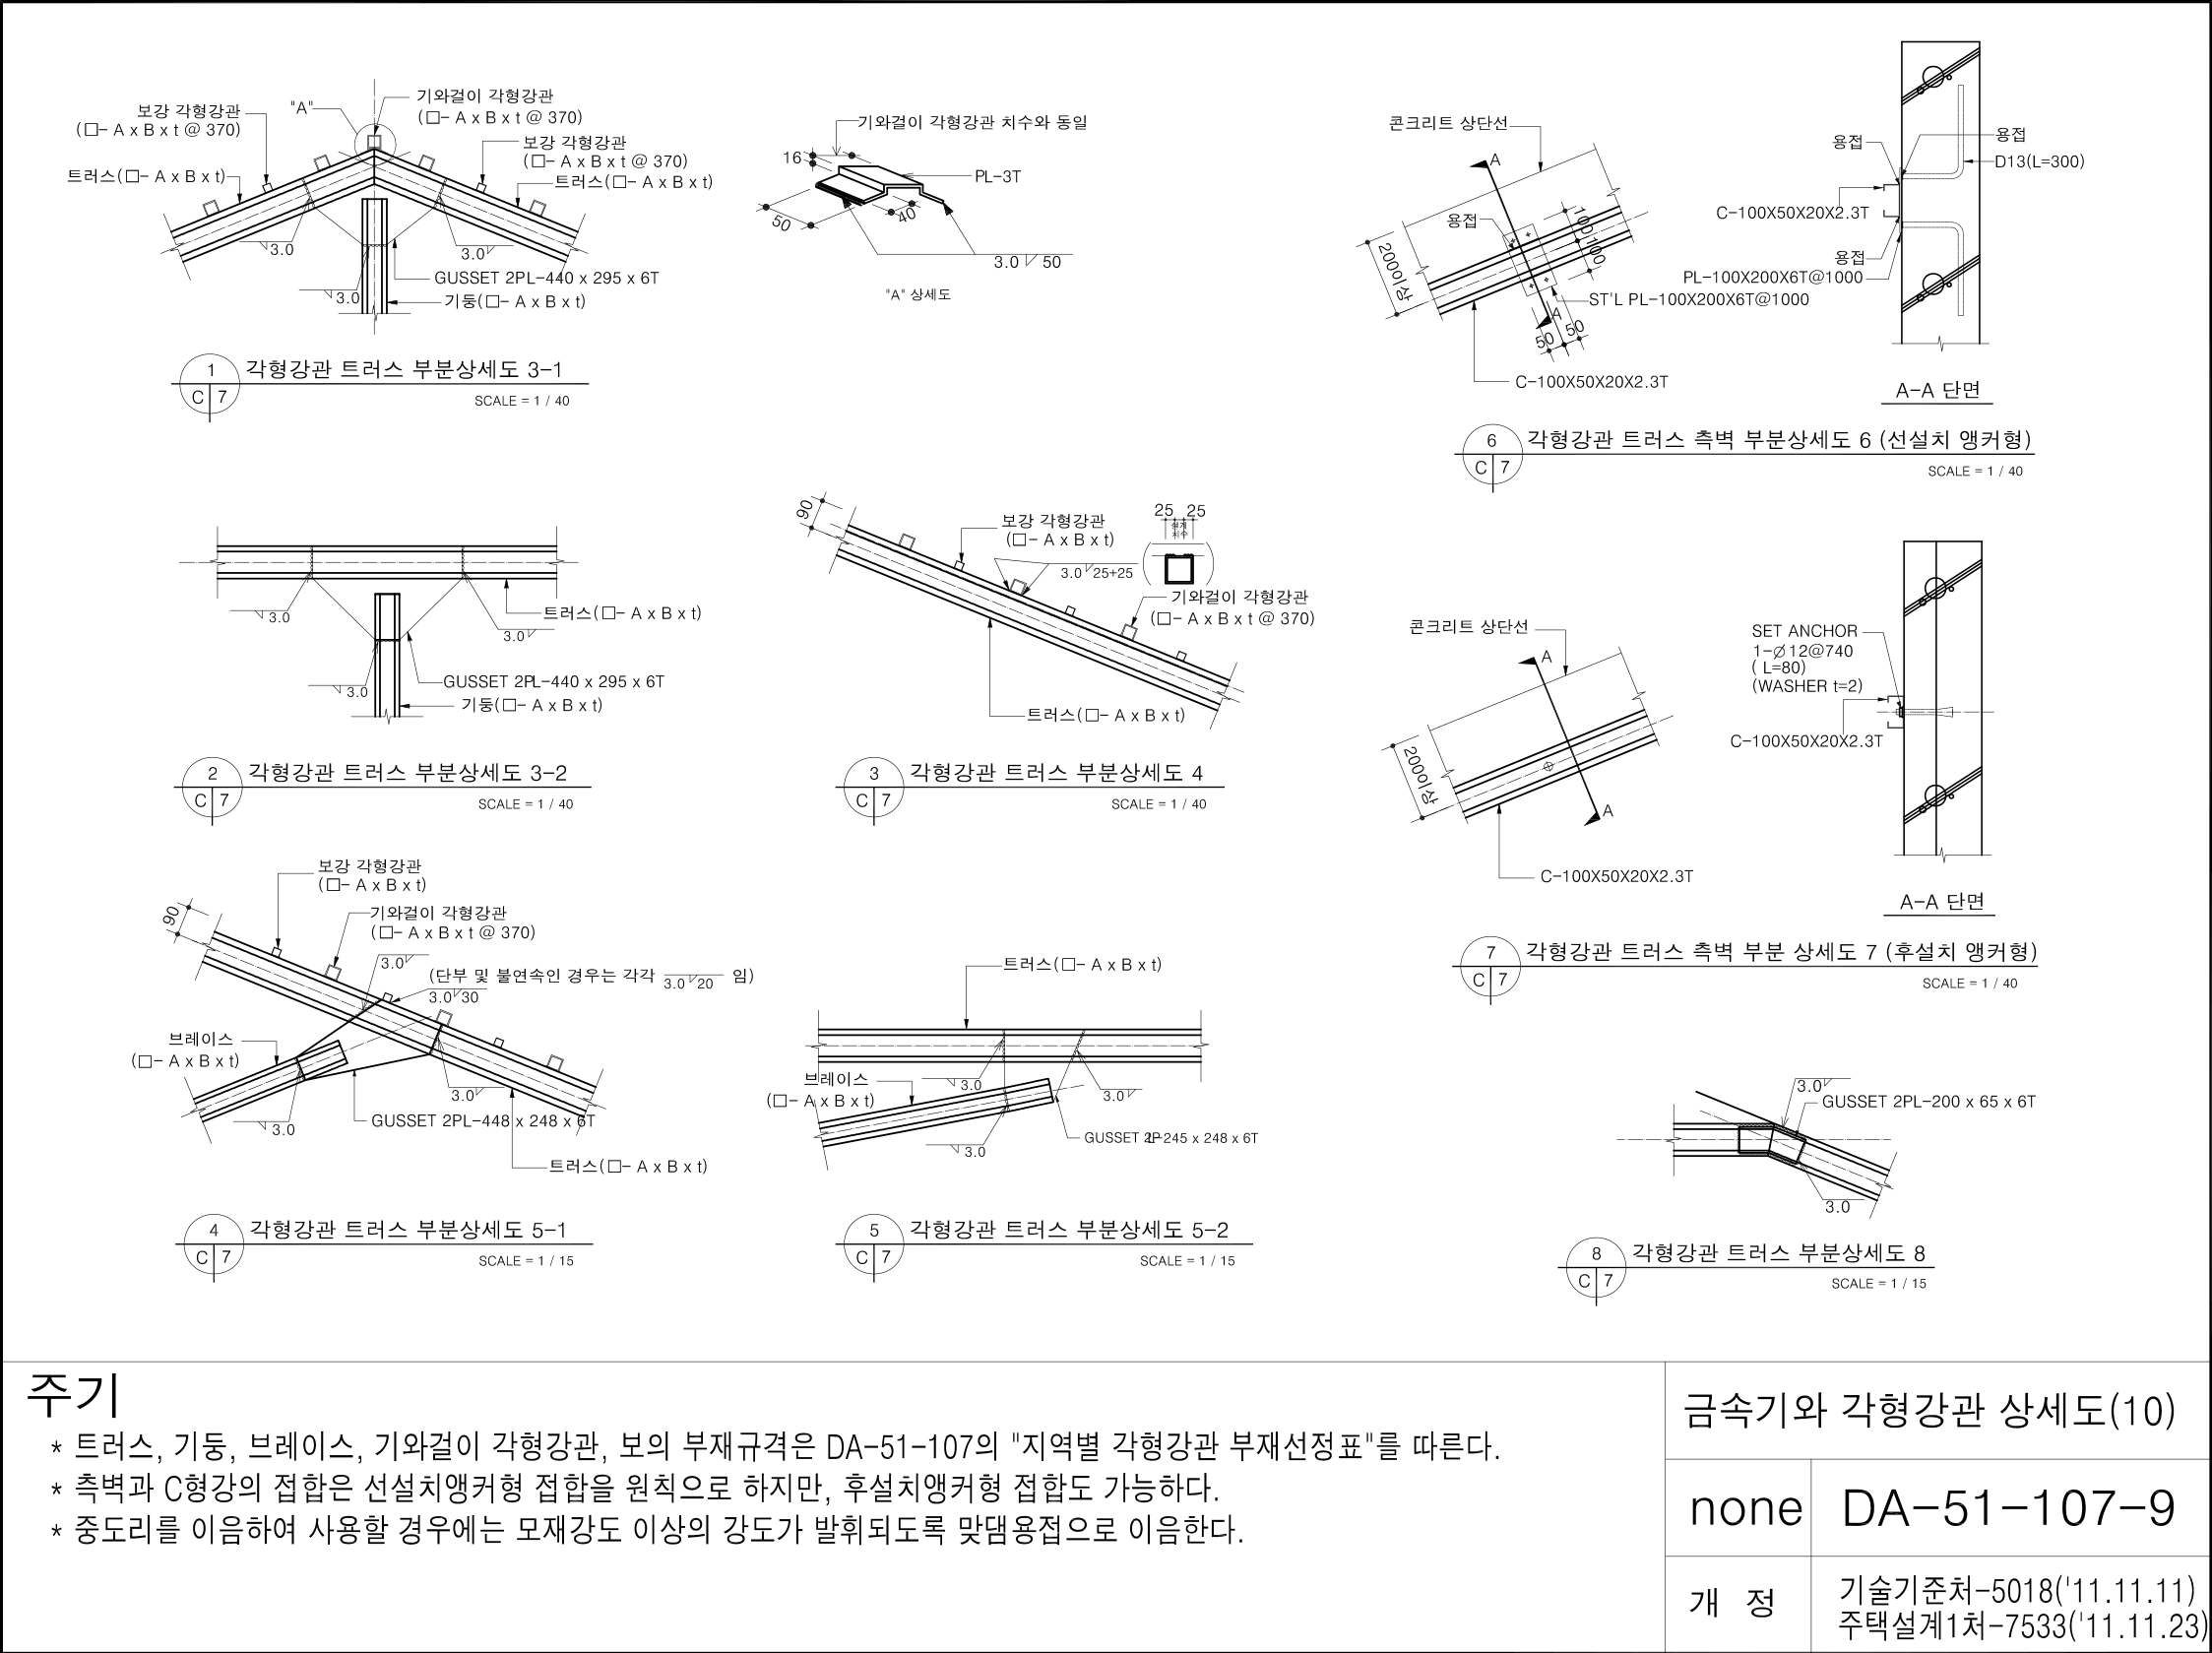 보강 각형강관
(□- A x B x t @ 370)
"A"
기와걸이 각형강관
(□- A x B x t @ 370)
보강 각형강관
(□- A x B x t @ 370)
트러스(□- A x B x t)
트러스(□- A x B x t)
3.0
3.0
3.0
GUSSET 2PL-440 x 295 x 6T
기둥(□- A x B x t)
1
C 7
각형강관 트러스 부분상세도 3-1
SCALE = 1 / 40
기와걸이 각형강관 치수와 동일
16
PL-3T
50
40
3.0 50
"A" 상세도
콘크리트 상단선
A
용접
100 100
200이상
ST'L PL-100X200X6T@1000
A
50 50
C-100X50X20X2.3T
용접
용접
D13(L=300)
C-100X50X20X2.3T
용접
PL-100X200X6T@1000
A-A 단면
6
C 7
각형강관 트러스 측벽 부분상세도 6 (선설치 앵커형)
SCALE = 1 / 40
3.0
3.0
트러스(□- A x B x t)
3.0
GUSSET 2PL-440 x 295 x 6T
기둥(□- A x B x t)
2
C 7
각형강관 트러스 부분상세도 3-2
SCALE = 1 / 40
90
보강 각형강관
(□- A x B x t)
25 25
설계
치수
3.0 25+25
기와걸이 각형강관
(□- A x B x t @ 370)
트러스(□- A x B x t)
3
C 7
각형강관 트러스 부분상세도 4
SCALE = 1 / 40
콘크리트 상단선
A
200이상
A
C-100X50X20X2.3T
SET ANCHOR
1-∅12@740
( L=80)
(WASHER t=2)
C-100X50X20X2.3T
A-A 단면
7
C 7
각형강관 트러스 측벽 부분 상세도 7 (후설치 앵커형)
SCALE = 1 / 40
보강 각형강관
(□- A x B x t)
90
기와걸이 각형강관
(□- A x B x t @ 370)
3.0
(단부 및 불연속인 경우는 각각 3.0 20 임)
3.0 30
브레이스
(□- A x B x t)
3.0
3.0
GUSSET 2PL-448 x 248 x 6T
트러스(□- A x B x t)
4
C 7
각형강관 트러스 부분상세도 5-1
SCALE = 1 / 15
트러스(□- A x B x t)
브레이스
(□- A x B x t)
3.0
3.0
3.0
GUSSET 2PL-245 x 248 x 6T
5
C 7
각형강관 트러스 부분상세도 5-2
SCALE = 1 / 15
3.0
GUSSET 2PL-200 x 65 x 6T
3.0
8
C 7
각형강관 트러스 부분상세도 8
SCALE = 1 / 15
주기
* 트러스, 기둥, 브레이스, 기와걸이 각형강관, 보의 부재규격은 DA-51-107의 "지역별 각형강관 부재선정표"를 따른다.
* 측벽과 C형강의 접합은 선설치앵커형 접합을 원칙으로 하지만, 후설치앵커형 접합도 가능하다.
* 중도리를 이음하여 사용할 경우에는 모재강도 이상의 강도가 발휘되도록 맞댐용접으로 이음한다.
금속기와 각형강관 상세도(10)
none
DA-51-107-9
개 정
기술기준처-5018('11.11.11)
주택설계1처-7533('11.11.23)